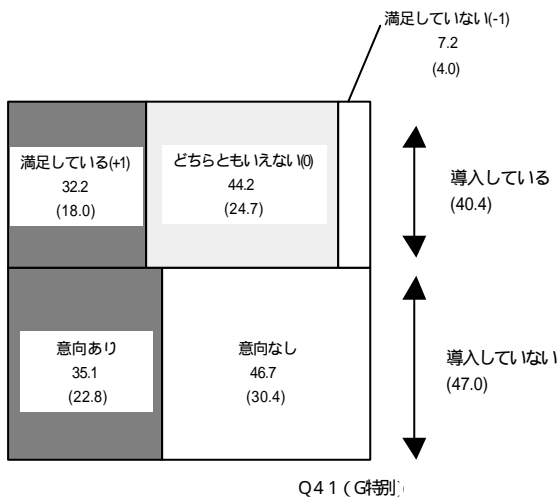 満足していない(-1)
7.2
(4.0)
満足している(+1)
32.2
(18.0)
どちらともいえない(0)
44.2
(24.7)
導入している
(40.4)
意向あり
35.1
(22.8)
意向なし
46.7
(30.4)
導入していない
(47.0)
Q41(G特別)